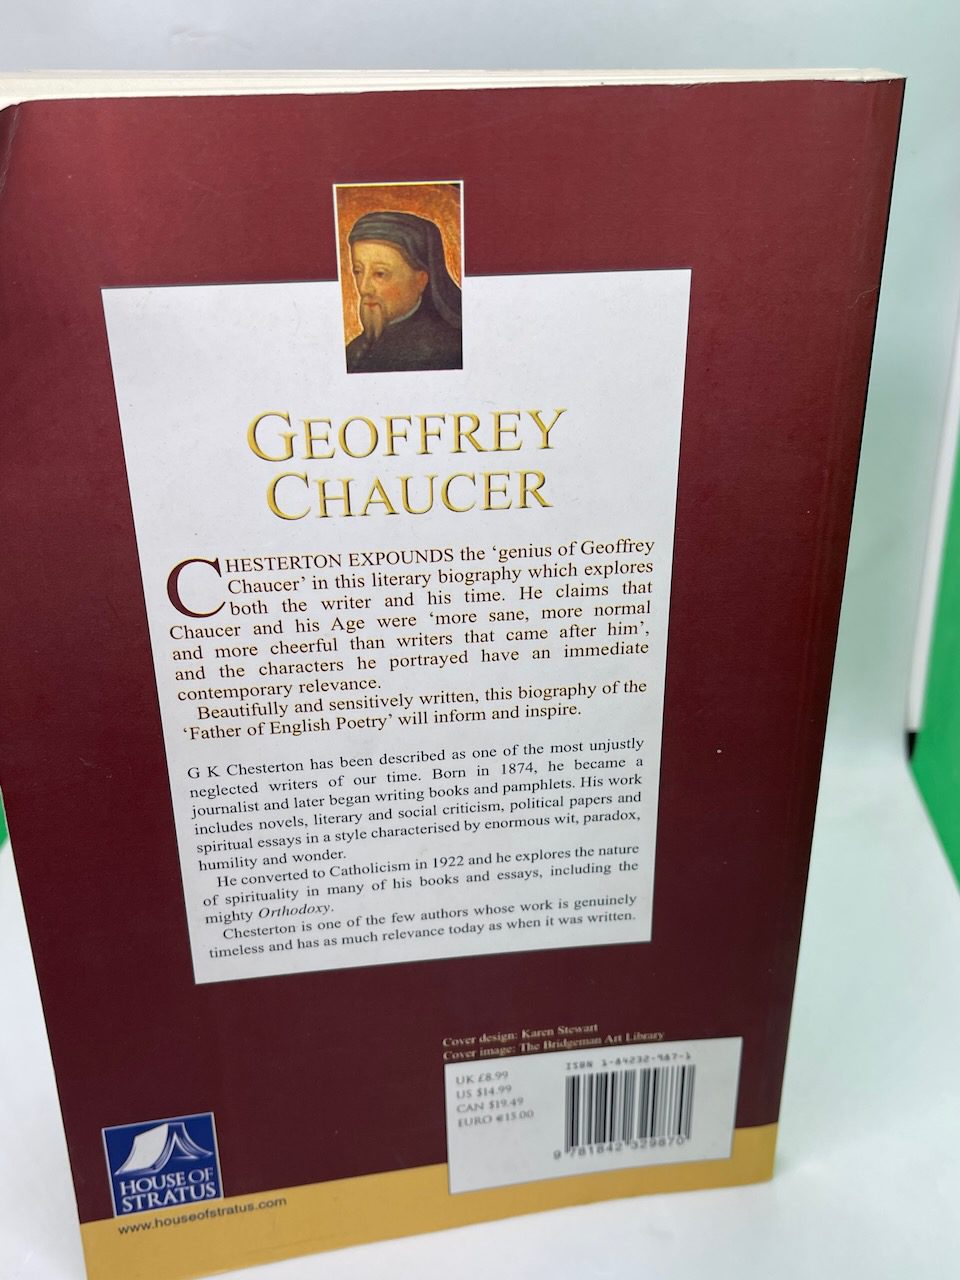 GEOFFREY
CHAUCER
CHESTERTON EXPOUNDS the ‘genius of Geoffrey
Chaucer’ in this literary biography which explores
both the writer and his time. He claims that
Chaucer and his Age were ‘more sane, more normal
and more cheerful than writers that came after him’,
and the characters he portrayed have an immediate
contemporary relevance.
Beautifully and sensitively written, this biography of the
‘Father of English Poetry’ will inform and inspire.
G K Chesterton has been described as one of the most unjustly
neglected writers of our time. Born in 1874, he became a
journalist and later began writing books and pamphlets. His work
includes novels, literary and social criticism, political papers and
spiritual essays in a style characterised by enormous wit, paradox,
humility and wonder.
He converted to Catholicism in 1922 and he explores the nature
of spirituality in many of his books and essays, including the
mighty Orthodoxy.
Chesterton is one of the few authors whose work is genuinely
timeless and has as much relevance today as when it was written.
Cover design: Karen Stewart
Cover image: The Bridgeman Art Library
UK £8.99
US $14.99
CAN $19.49
EURO €15.00
ISBN 1-84232-987-1
9 781842 329870
HOUSE OF
STRATUS
www.houseofstratus.com